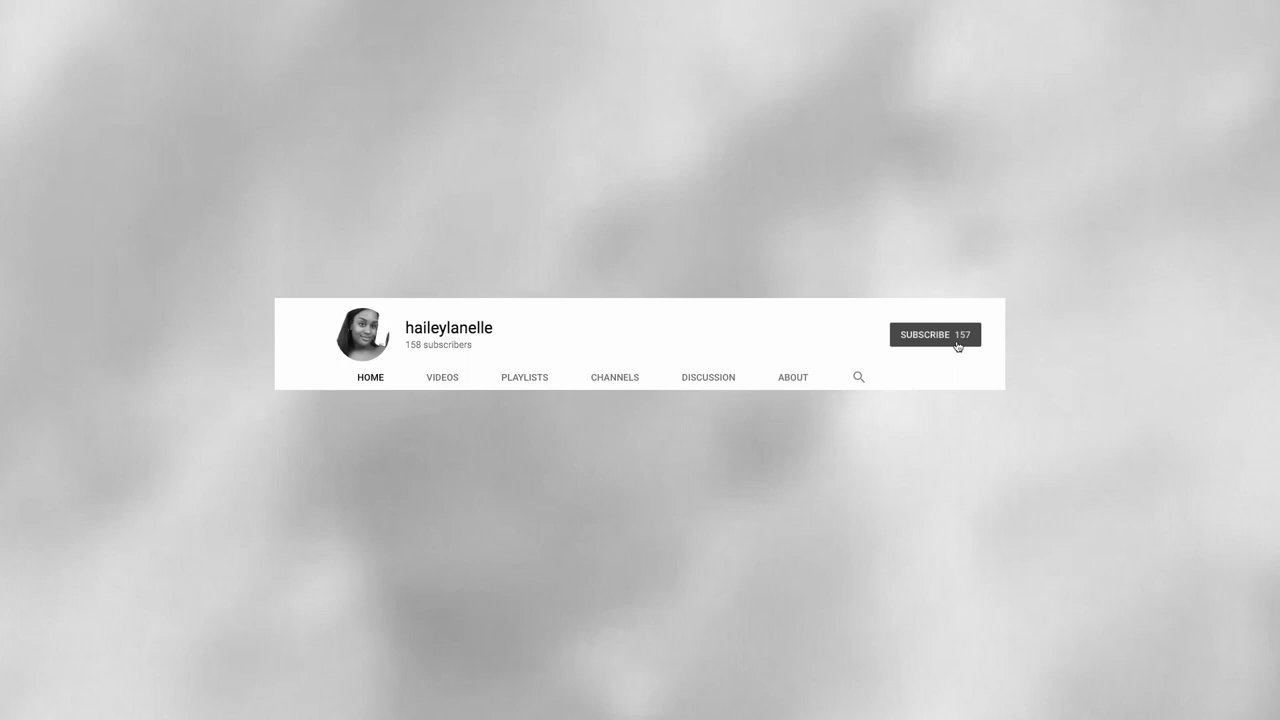 haileylanelle
158 subscribers
SUBSCRIBE 157
HOME VIDEOS PLAYLISTS CHANNELS DISCUSSION ABOUT